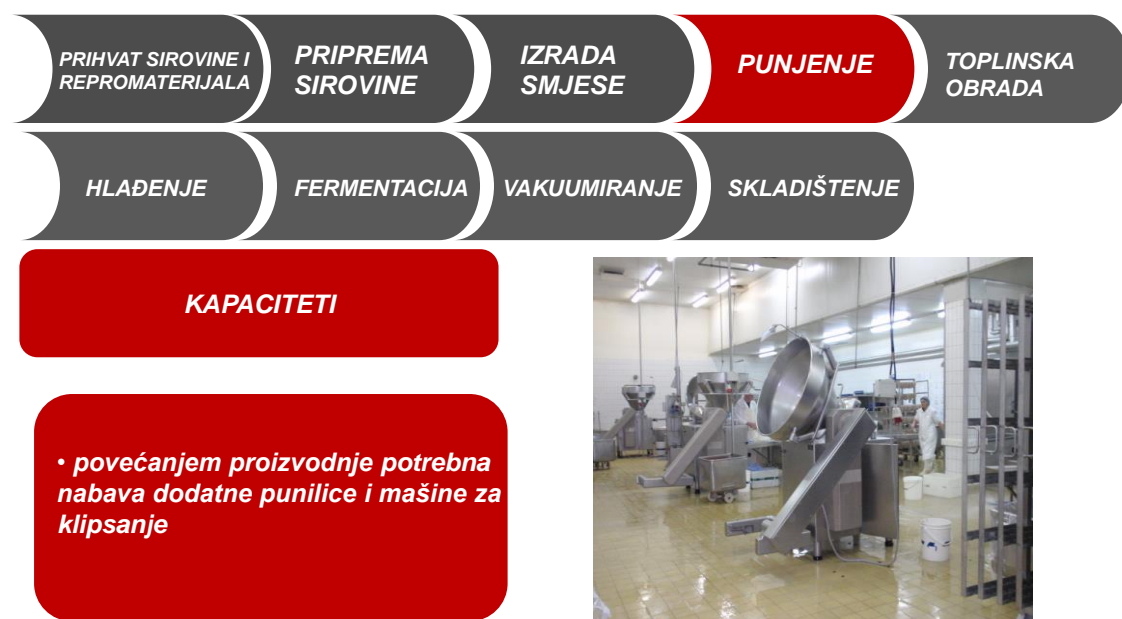 PRIHVAT SIROVINE I
REPROMATERIJALA
PRIPREMA
SIROVINE
IZRADA
SMJESE
PUNJENJE
TOPLINSKA
OBRADA
HLAĐENJE
FERMENTACIJA
VAKUUMIRANJE
SKLADIŠTENJE
KAPACITETI
• povećanjem proizvodnje potrebna
nabava dodatne punilice i mašine za
klipsanje